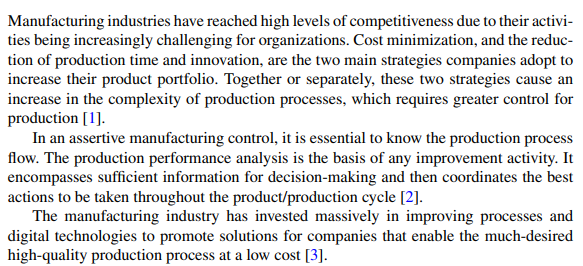 Manufacturing industries have reached high levels of competitiveness due to their activi-
ties being increasingly challenging for organizations. Cost minimization, and the reduc-
tion of production time and innovation, are the two main strategies companies adopt to
increase their product portfolio. Together or separately, these two strategies cause an
increase in the complexity of production processes, which requires greater control for
production [1].
In an assertive manufacturing control, it is essential to know the production process
flow. The production performance analysis is the basis of any improvement activity. It
encompasses sufficient information for decision-making and then coordinates the best
actions to be taken throughout the product/production cycle [2].
The manufacturing industry has invested massively in improving processes and
digital technologies to promote solutions for companies that enable the much-desired
high-quality production process at a low cost [3].